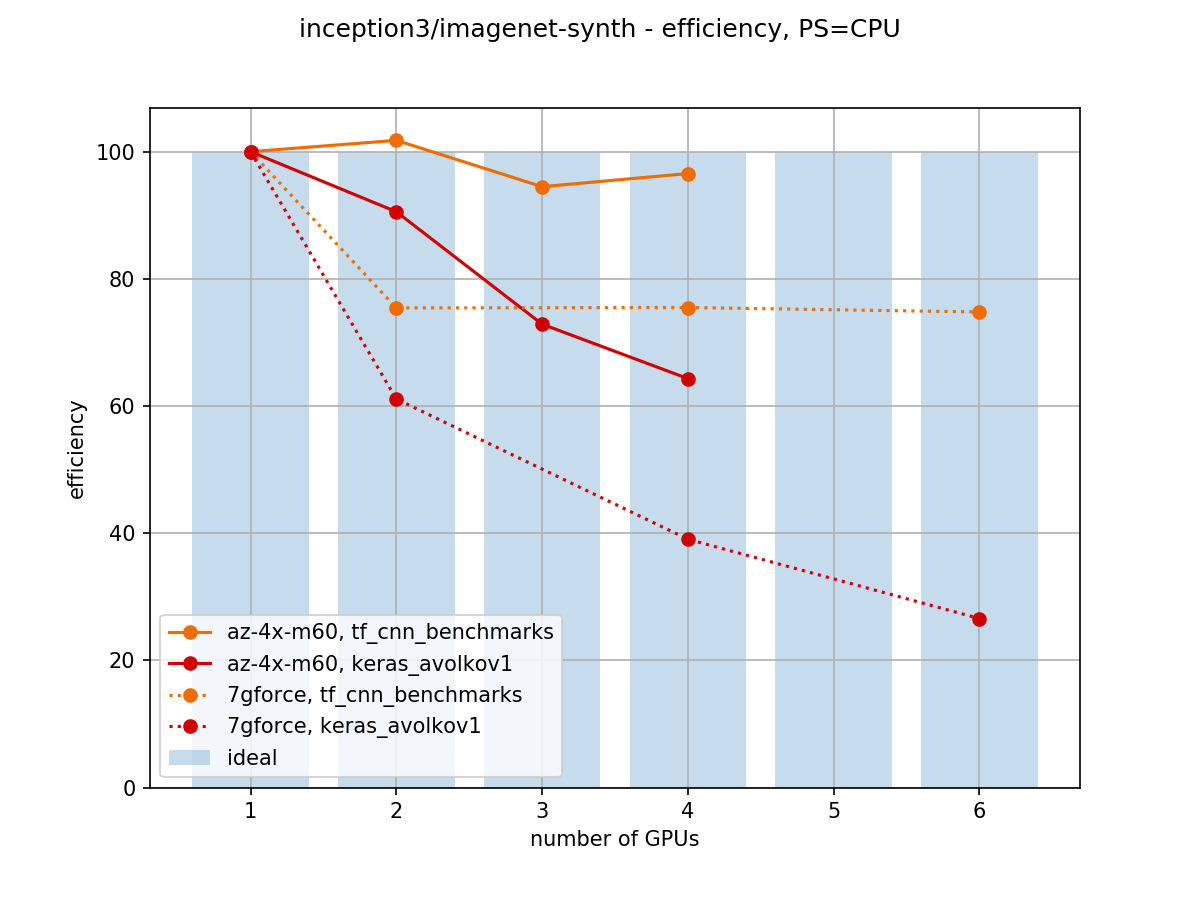 inception3/imagenet-synth - efficiency, PS=CPU
efficiency
100
80
60
40
20
0
az-4x-m60, tf_cnn_benchmarks
az-4x-m60, keras_avolkov1
7gforce, tf_cnn_benchmarks
7gforce, keras_avolkov1
ideal
1 2 3 4 5 6
number of GPUs